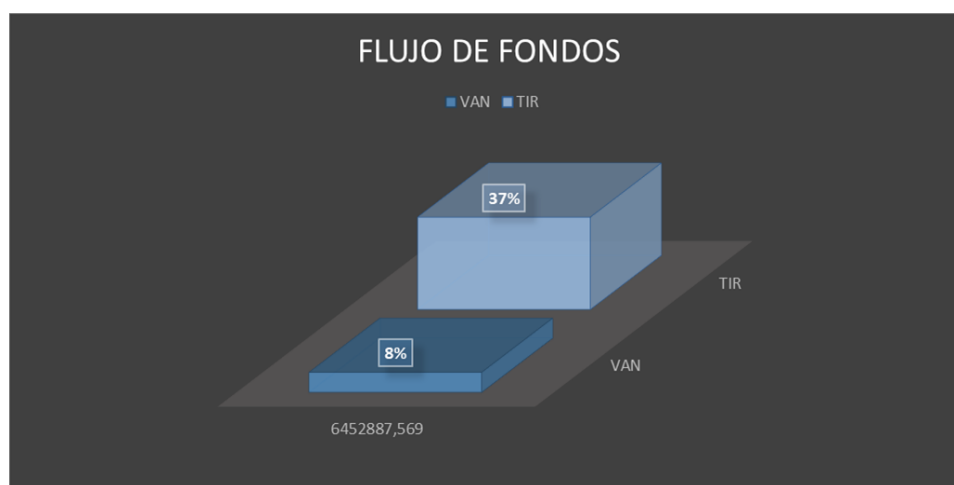 FLUJO DE FONDOS
VAN TIR
37%
TIR
8%
VAN
6452887,569